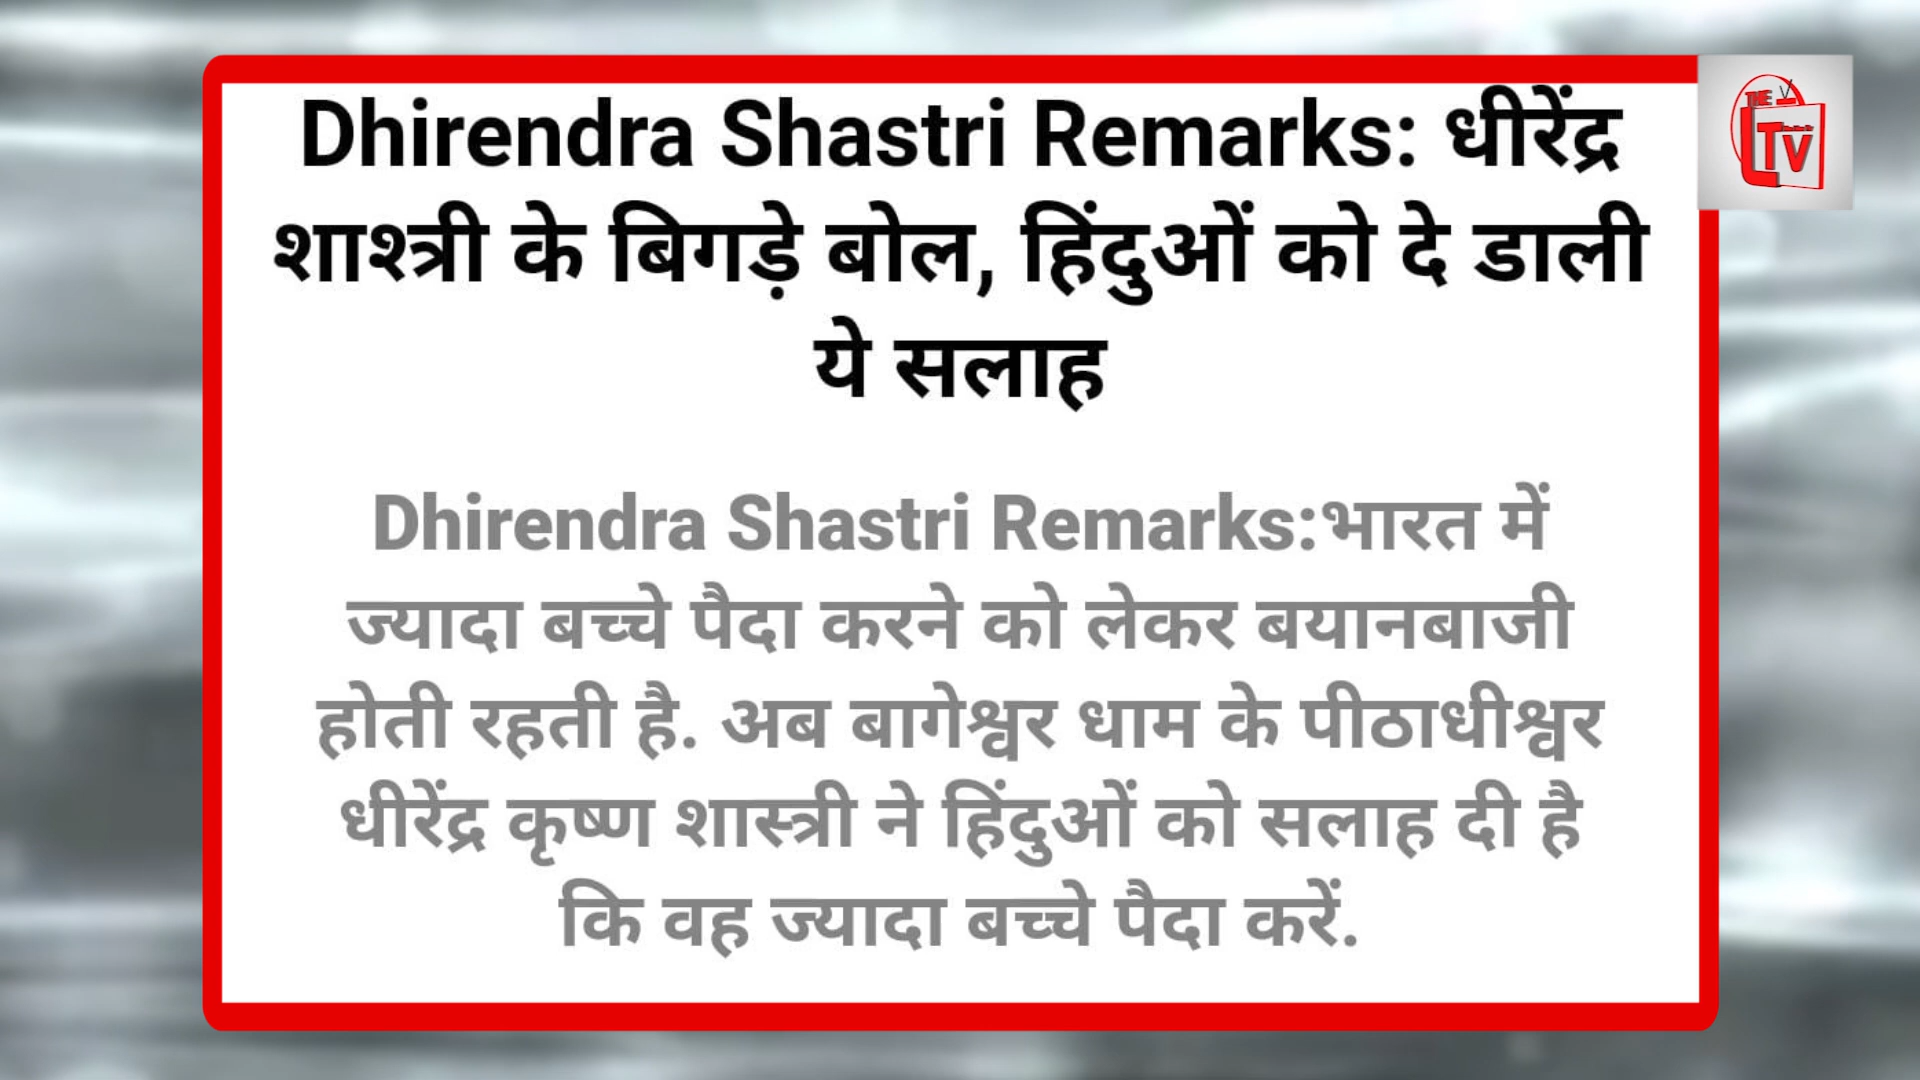 Dhirendra Shastri Remarks: धीरेंद्र
शाश्त्री के बिगड़े बोल, हिंदुओं को दे डाली
ये सलाह
Dhirendra Shastri Remarks:भारत में
ज्यादा बच्चे पैदा करने को लेकर बयानबाजी
होती रहती है. अब बागेश्वर धाम के पीठाधीश्वर
धीरेंद्र कृष्ण शास्त्री ने हिंदुओं को सलाह दी है
कि वह ज्यादा बच्चे पैदा करें.
THE
TV